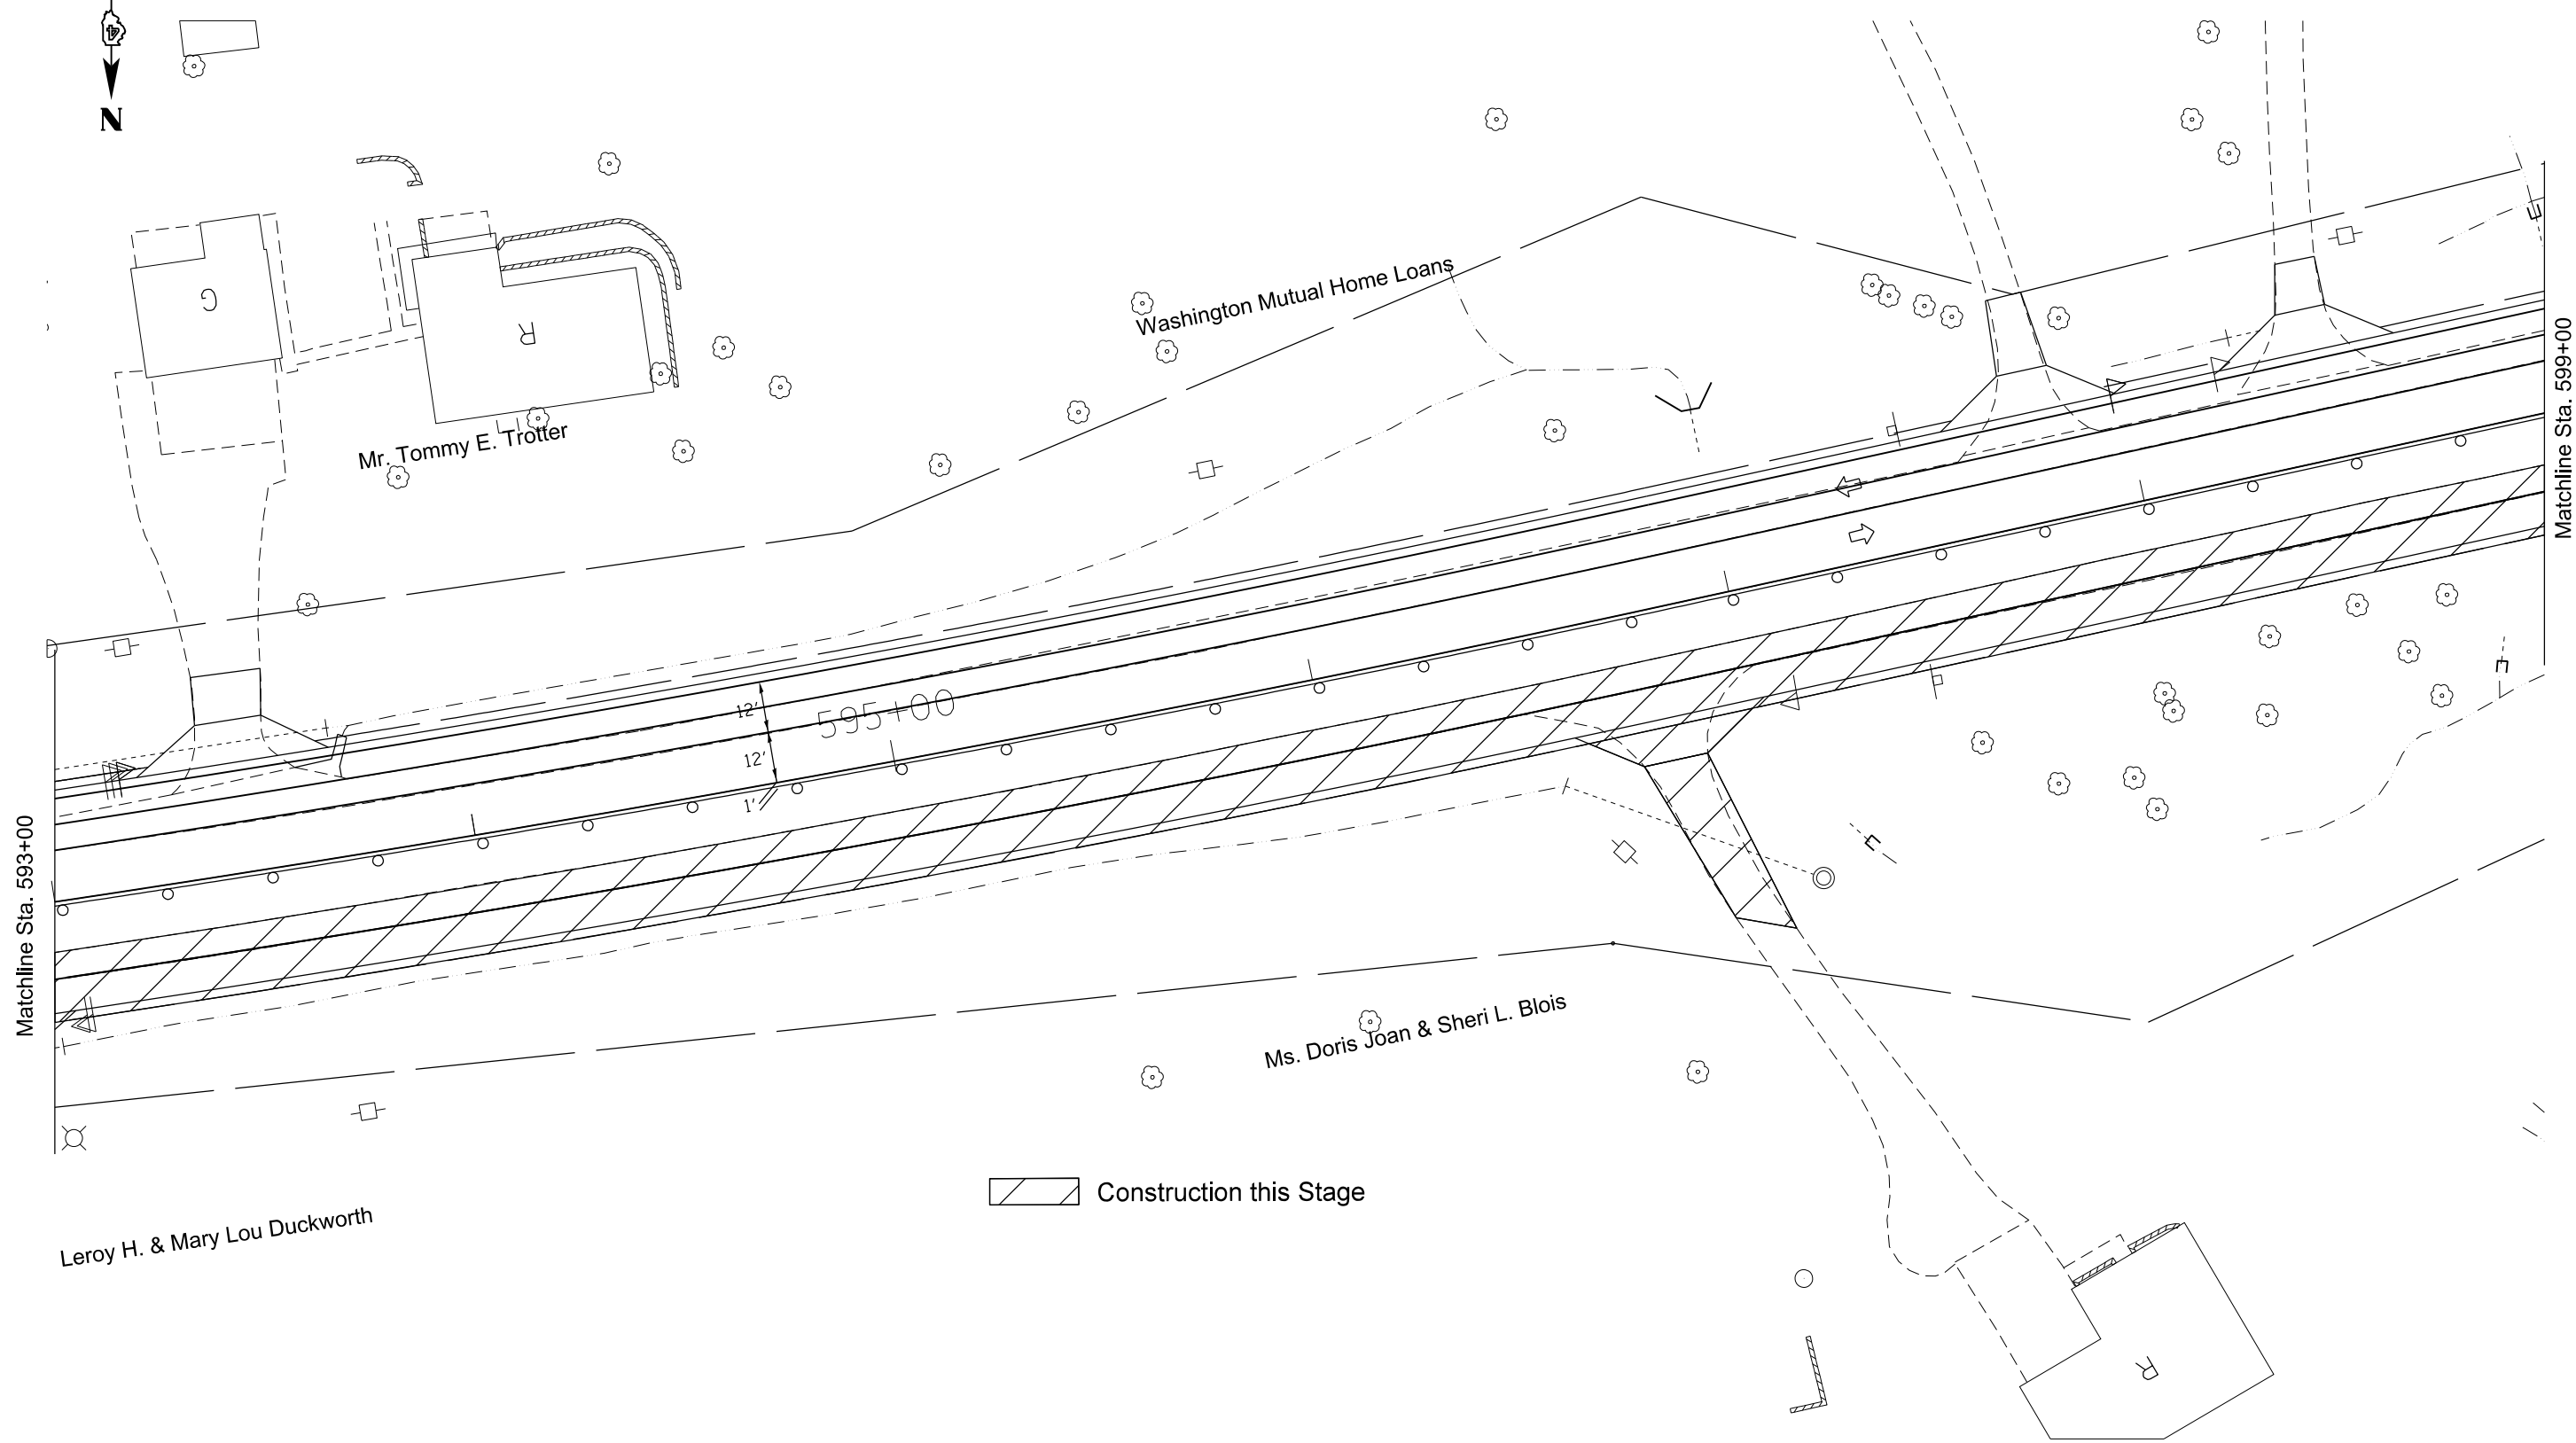 4
N
G
R
Mr. Tommy E. Trotter
Washington Mutual Home Loans
Matchline Sta. 599+00
12'
595+00
12'
1'
Matchline Sta. 593+00
Ms. Doris Joan & Sheri L. Blois
Construction this Stage
Leroy H. & Mary Lou Duckworth
R